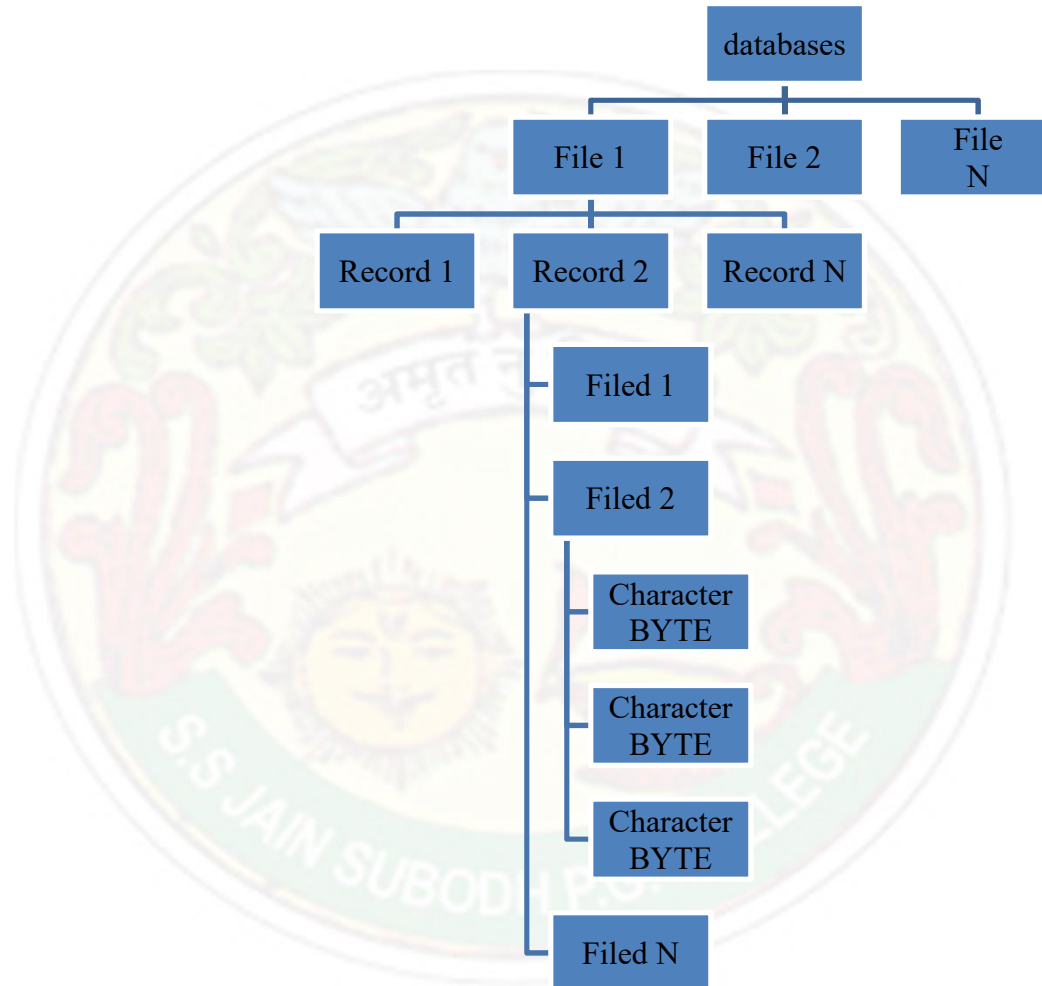 databases
File 1
File 2
File
N
Record 1
Record 2
Record N
Filed 1
Filed 2
Character
BYTE
Character
BYTE
Character
BYTE
Filed N
अमृत
S.S JAIN SUBODH P.G.